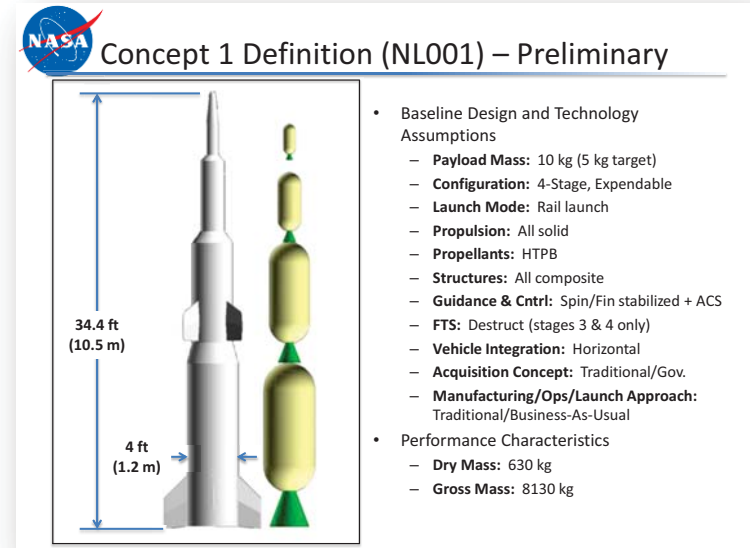 NASA
Concept 1 Definition (NL001) – Preliminary
34.4 ft
(10.5 m)
4 ft
(1.2 m)
• Baseline Design and Technology
Assumptions
– Payload Mass: 10 kg (5 kg target)
– Configuration: 4-Stage, Expendable
– Launch Mode: Rail launch
– Propulsion: All solid
– Propellants: HTPB
– Structures: All composite
– Guidance & Cntrl: Spin/Fin stabilized + ACS
– FTS: Destruct (stages 3 & 4 only)
– Vehicle Integration: Horizontal
– Acquisition Concept: Traditional/Gov.
– Manufacturing/Ops/Launch Approach:
Traditional/Business-As-Usual
• Performance Characteristics
– Dry Mass: 630 kg
– Gross Mass: 8130 kg